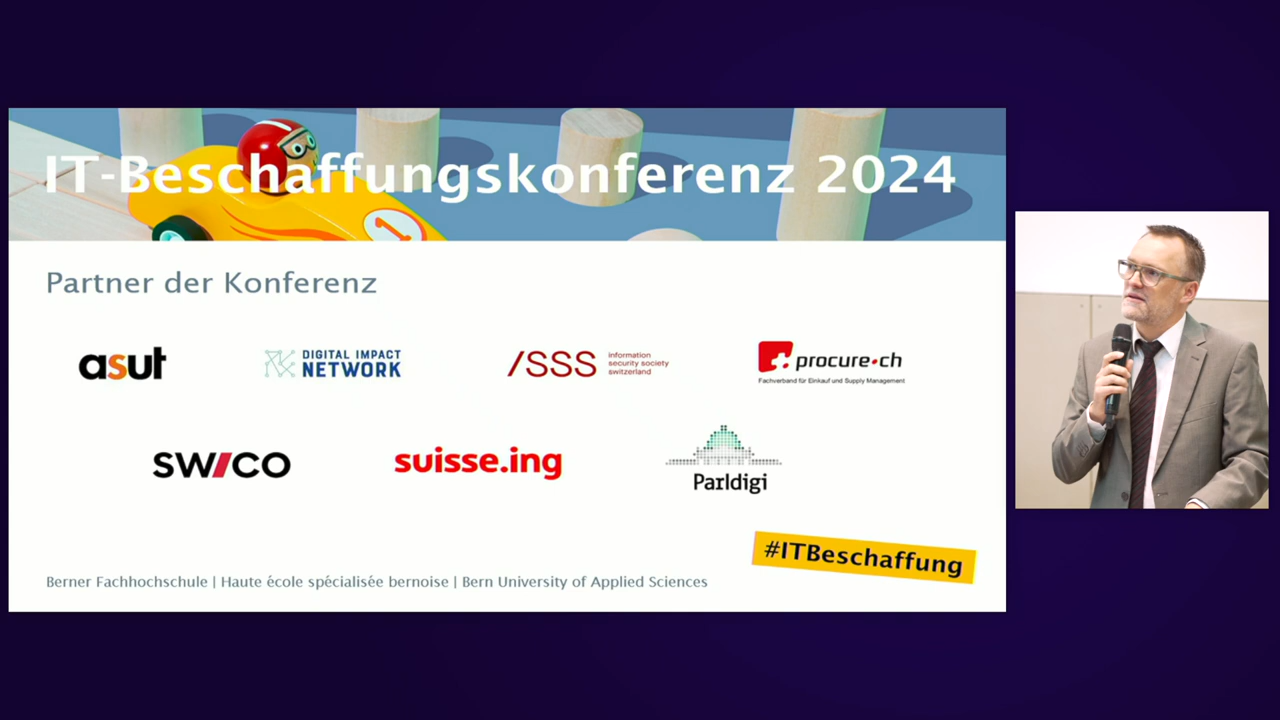 IT-Beschaffungskonferenz 2024
1
Partner der Konferenz
asut
DIGITAL IMPACT
NETWORK
/SSS
information
security society
switzerland
procure.ch
Fachverband für Einkauf und Supply Management
SWICO
suisse.ing
Parldigi
#ITBeschaffung
Berner Fachhochschule | Haute école spécialisée bernoise | Bern University of Applied Sciences